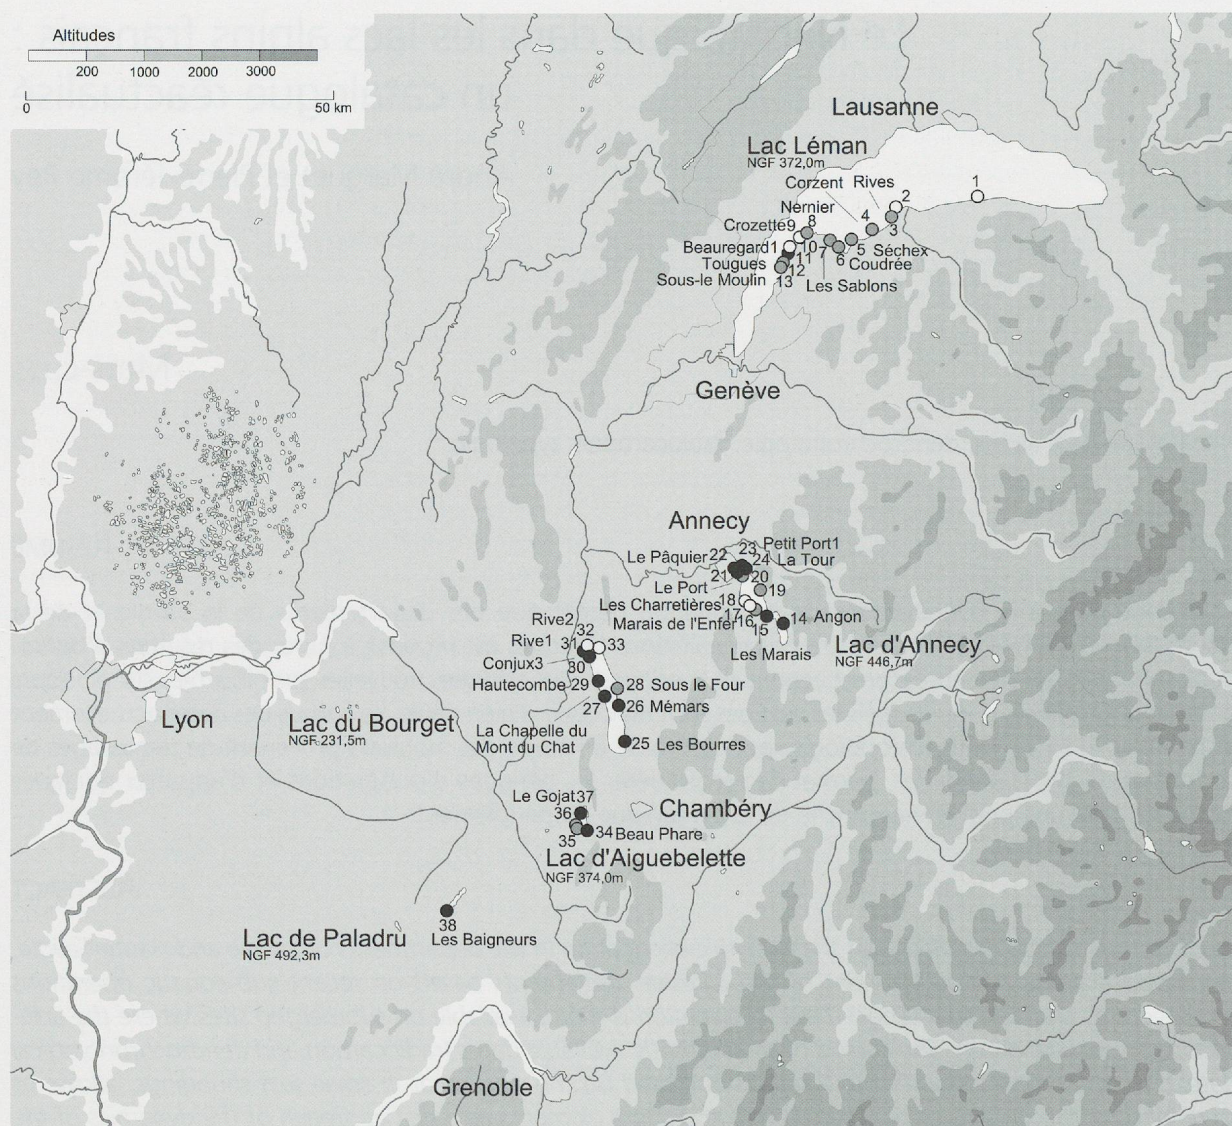 Altitudes
200 1000 2000 3000
0 50 km
Lausanne
Lac Léman
NGF 372,0m
Corzent Rives
1
2
Nernier
8
4
3
Crozette 9
Beauregard1 10 7 5 Séchex
Tougues 11 6 Coudrée
Sous-le Moulin 12
13 Les Sablons
Genève
Annecy
23 Petit Port1
Le Pâquier 22 24 La Tour
21 20
Le Port 19
Les Charretières 18
17
Marais de l'Enfer 16
15 14 Angon
Les Marais
Lac d'Annecy
NGF 446,7m
Rive2
32
Rive1 31 33
Conjux3 30
Hautecombe 29 28 Sous le Four
27 26 Mémars
La Chapelle du
Mont du Chat
25 Les Bourres
Lyon
Lac du Bourget
NGF 231,5m
Le Gojat 37
36
Chambéry
35 34 Beau Phare
Lac d'Aiguebelette
NGF 374,0m
38
Les Baigneurs
Lac de Paladru
NGF 492,3m
Grenoble